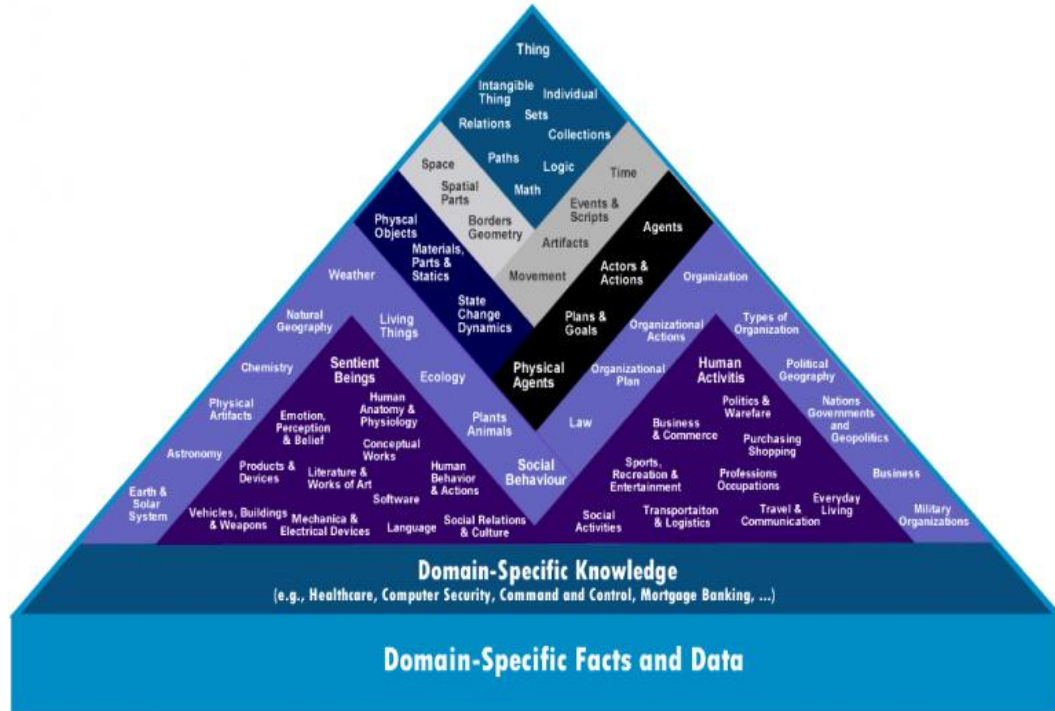 Thing
Intangible
Thing
Individual
Sets
Relations
Collections
Paths
Logic
Math
Space
Spatial
Parts
Borders
Geometry
Time
Events &
Scripts
Artifacts
Movement
Physcal
Objects
Materials,
Parts &
Statics
State
Change
Dynamics
Agents
Actors &
Actions
Plans &
Goals
Physical
Agents
Weather
Natural
Geography
Living
Things
Chemistry
Ecology
Physical
Artifacts
Plants
Animals
Astronomy
Social
Behaviour
Earth &
Solar
System
Organization
Organizational
Actions
Types of
Organization
Organizational
Plan
Political
Geography
Law
Nations
Governments
and
Geopolitics
Business
Military
Organizations
Sentient
Beings
Human
Anatomy &
Physiology
Emotion,
Perception
& Belief
Conceptual
Works
Products &
Devices
Literature &
Works of Art
Human
Behavior
& Actions
Software
Vehicles, Buildings
& Weapons
Mechanica &
Electrical Devices
Language
Social Relations
& Culture
Human
Activitis
Politics &
Warefare
Business
& Commerce
Purchasing
Shopping
Sports,
Recreation &
Entertainment
Professions
Occupations
Everyday
Living
Social
Activities
Transportaiton
& Logistics
Travel &
Communication
Domain-Specific Knowledge
(e.g., Healthcare, Computer Security, Command and Control, Mortgage Banking, ...)
Domain-Specific Facts and Data